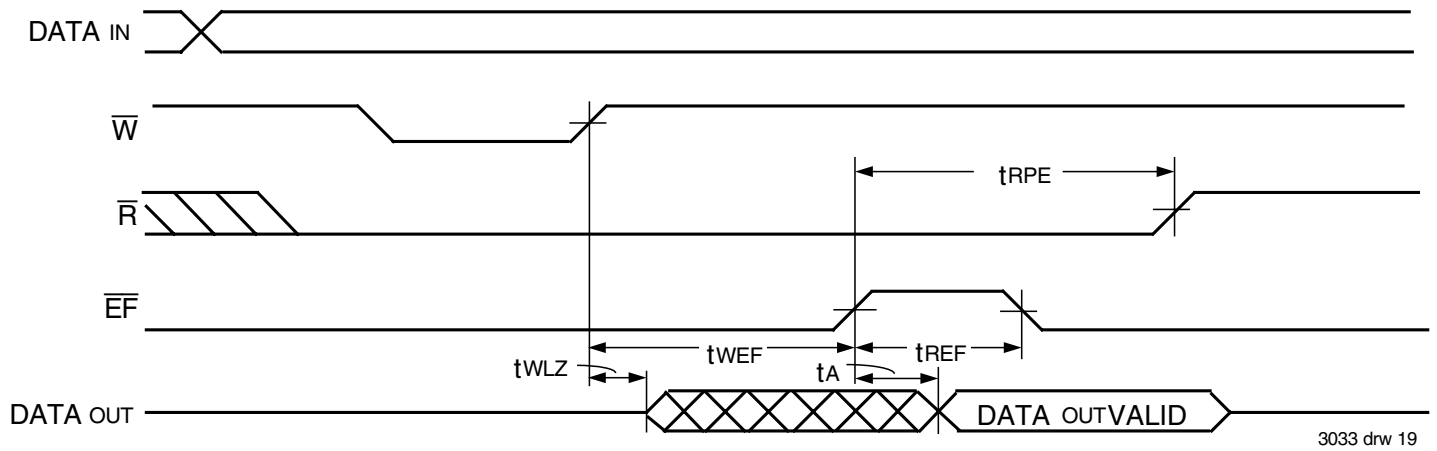 DATA IN
W
tRPE
R
EF
tWEF
tREF
tWLZ
tA
DATA OUT
DATA OUTVALID
3033 drw 19